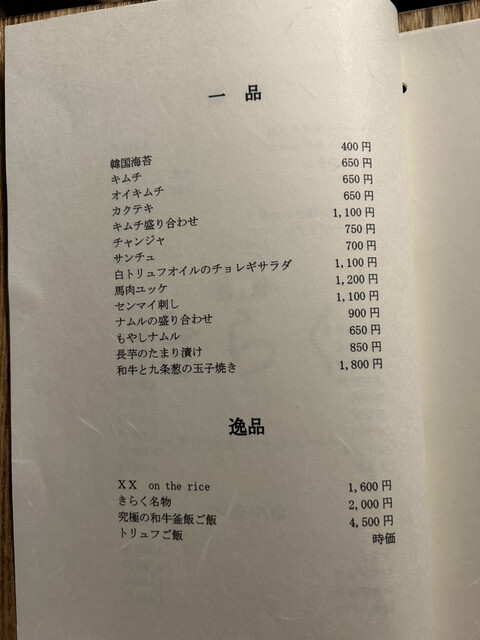 一 品
韓国海苔 400円
キムチ 650円
オイキムチ 650円
カクテキ 650円
キムチ盛り合わせ 1,100円
チャンジャ 750円
サンチュ 700円
白トリュフオイルのチョレギサラダ 1,100円
馬肉ユッケ 1,200円
センマイ刺し 1,100円
ナムルの盛り合わせ 900円
もやしナムル 650円
長芋のたまり漬け 850円
和牛と九条葱の玉子焼き 1,800円
逸品
ＸＸ on the rice 1,600円
きらく名物 2,000円
究極の和牛釜飯ご飯 4,500円
トリュフご飯 時価